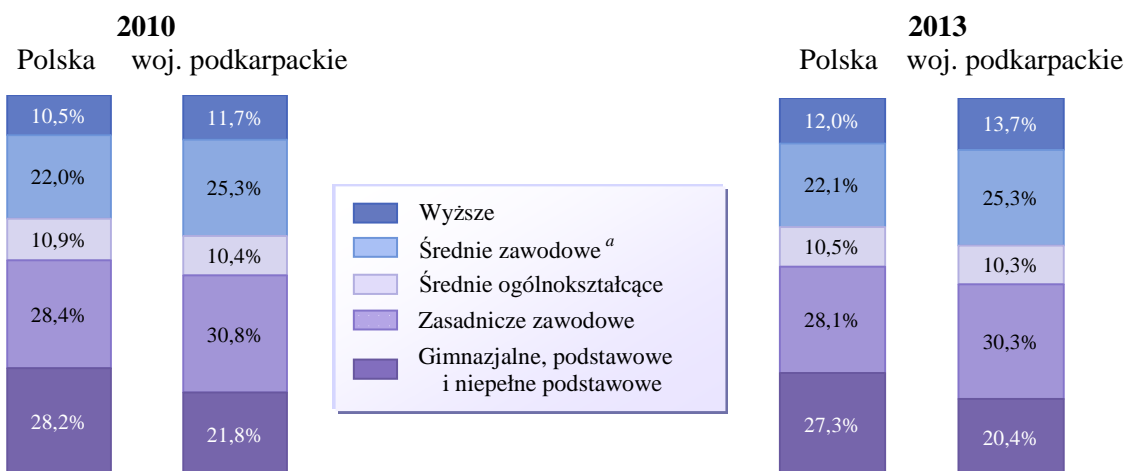 2010
Polska woj. podkarpackie
10,5% 11,7%
22,0% 25,3%
10,9% 10,4%
28,4% 30,8%
28,2% 21,8%
Wyższe
Średnie zawodowe a
Średnie ogólnokształcące
Zasadnicze zawodowe
Gimnazjalne, podstawowe
i niepełne podstawowe
2013
Polska woj. podkarpackie
12,0% 13,7%
22,1% 25,3%
10,5% 10,3%
28,1% 30,3%
27,3% 20,4%